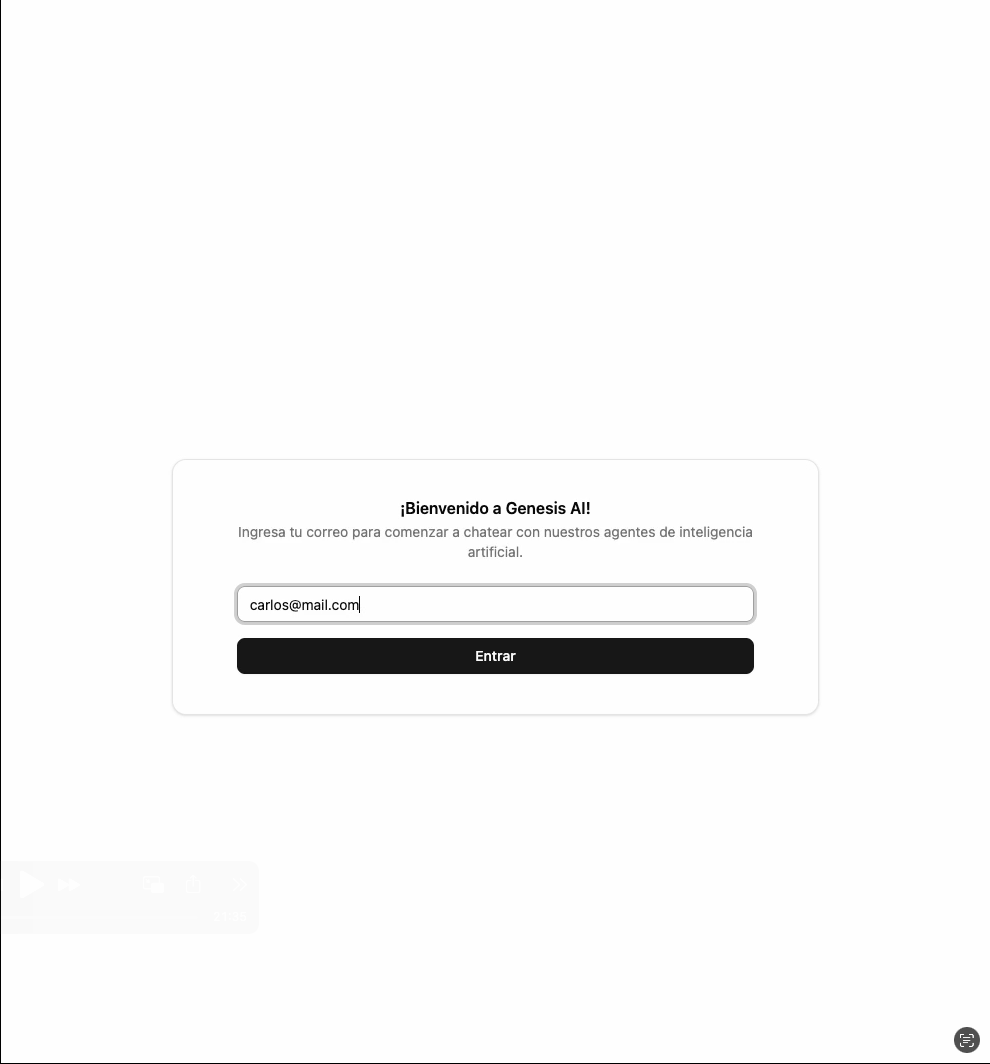 ¡Bienvenido a Genesis AI!
Ingresa tu correo para comenzar a chatear con nuestros agentes de inteligencia
artificial.
carlos@mail.com
Entrar